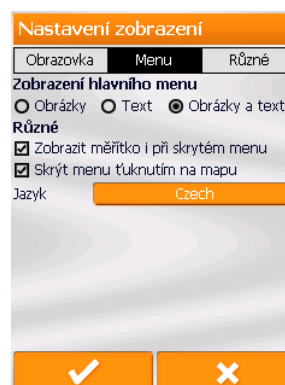 Nastavení zobrazení
Obrazovka Menu Různé
Zobrazení hlavního menu
Obrázky Text Obrázky a text
Různé
Zobrazit měřítko i při skrytém menu
Skrýt menu ťuknutím na mapu
Jazyk Czech